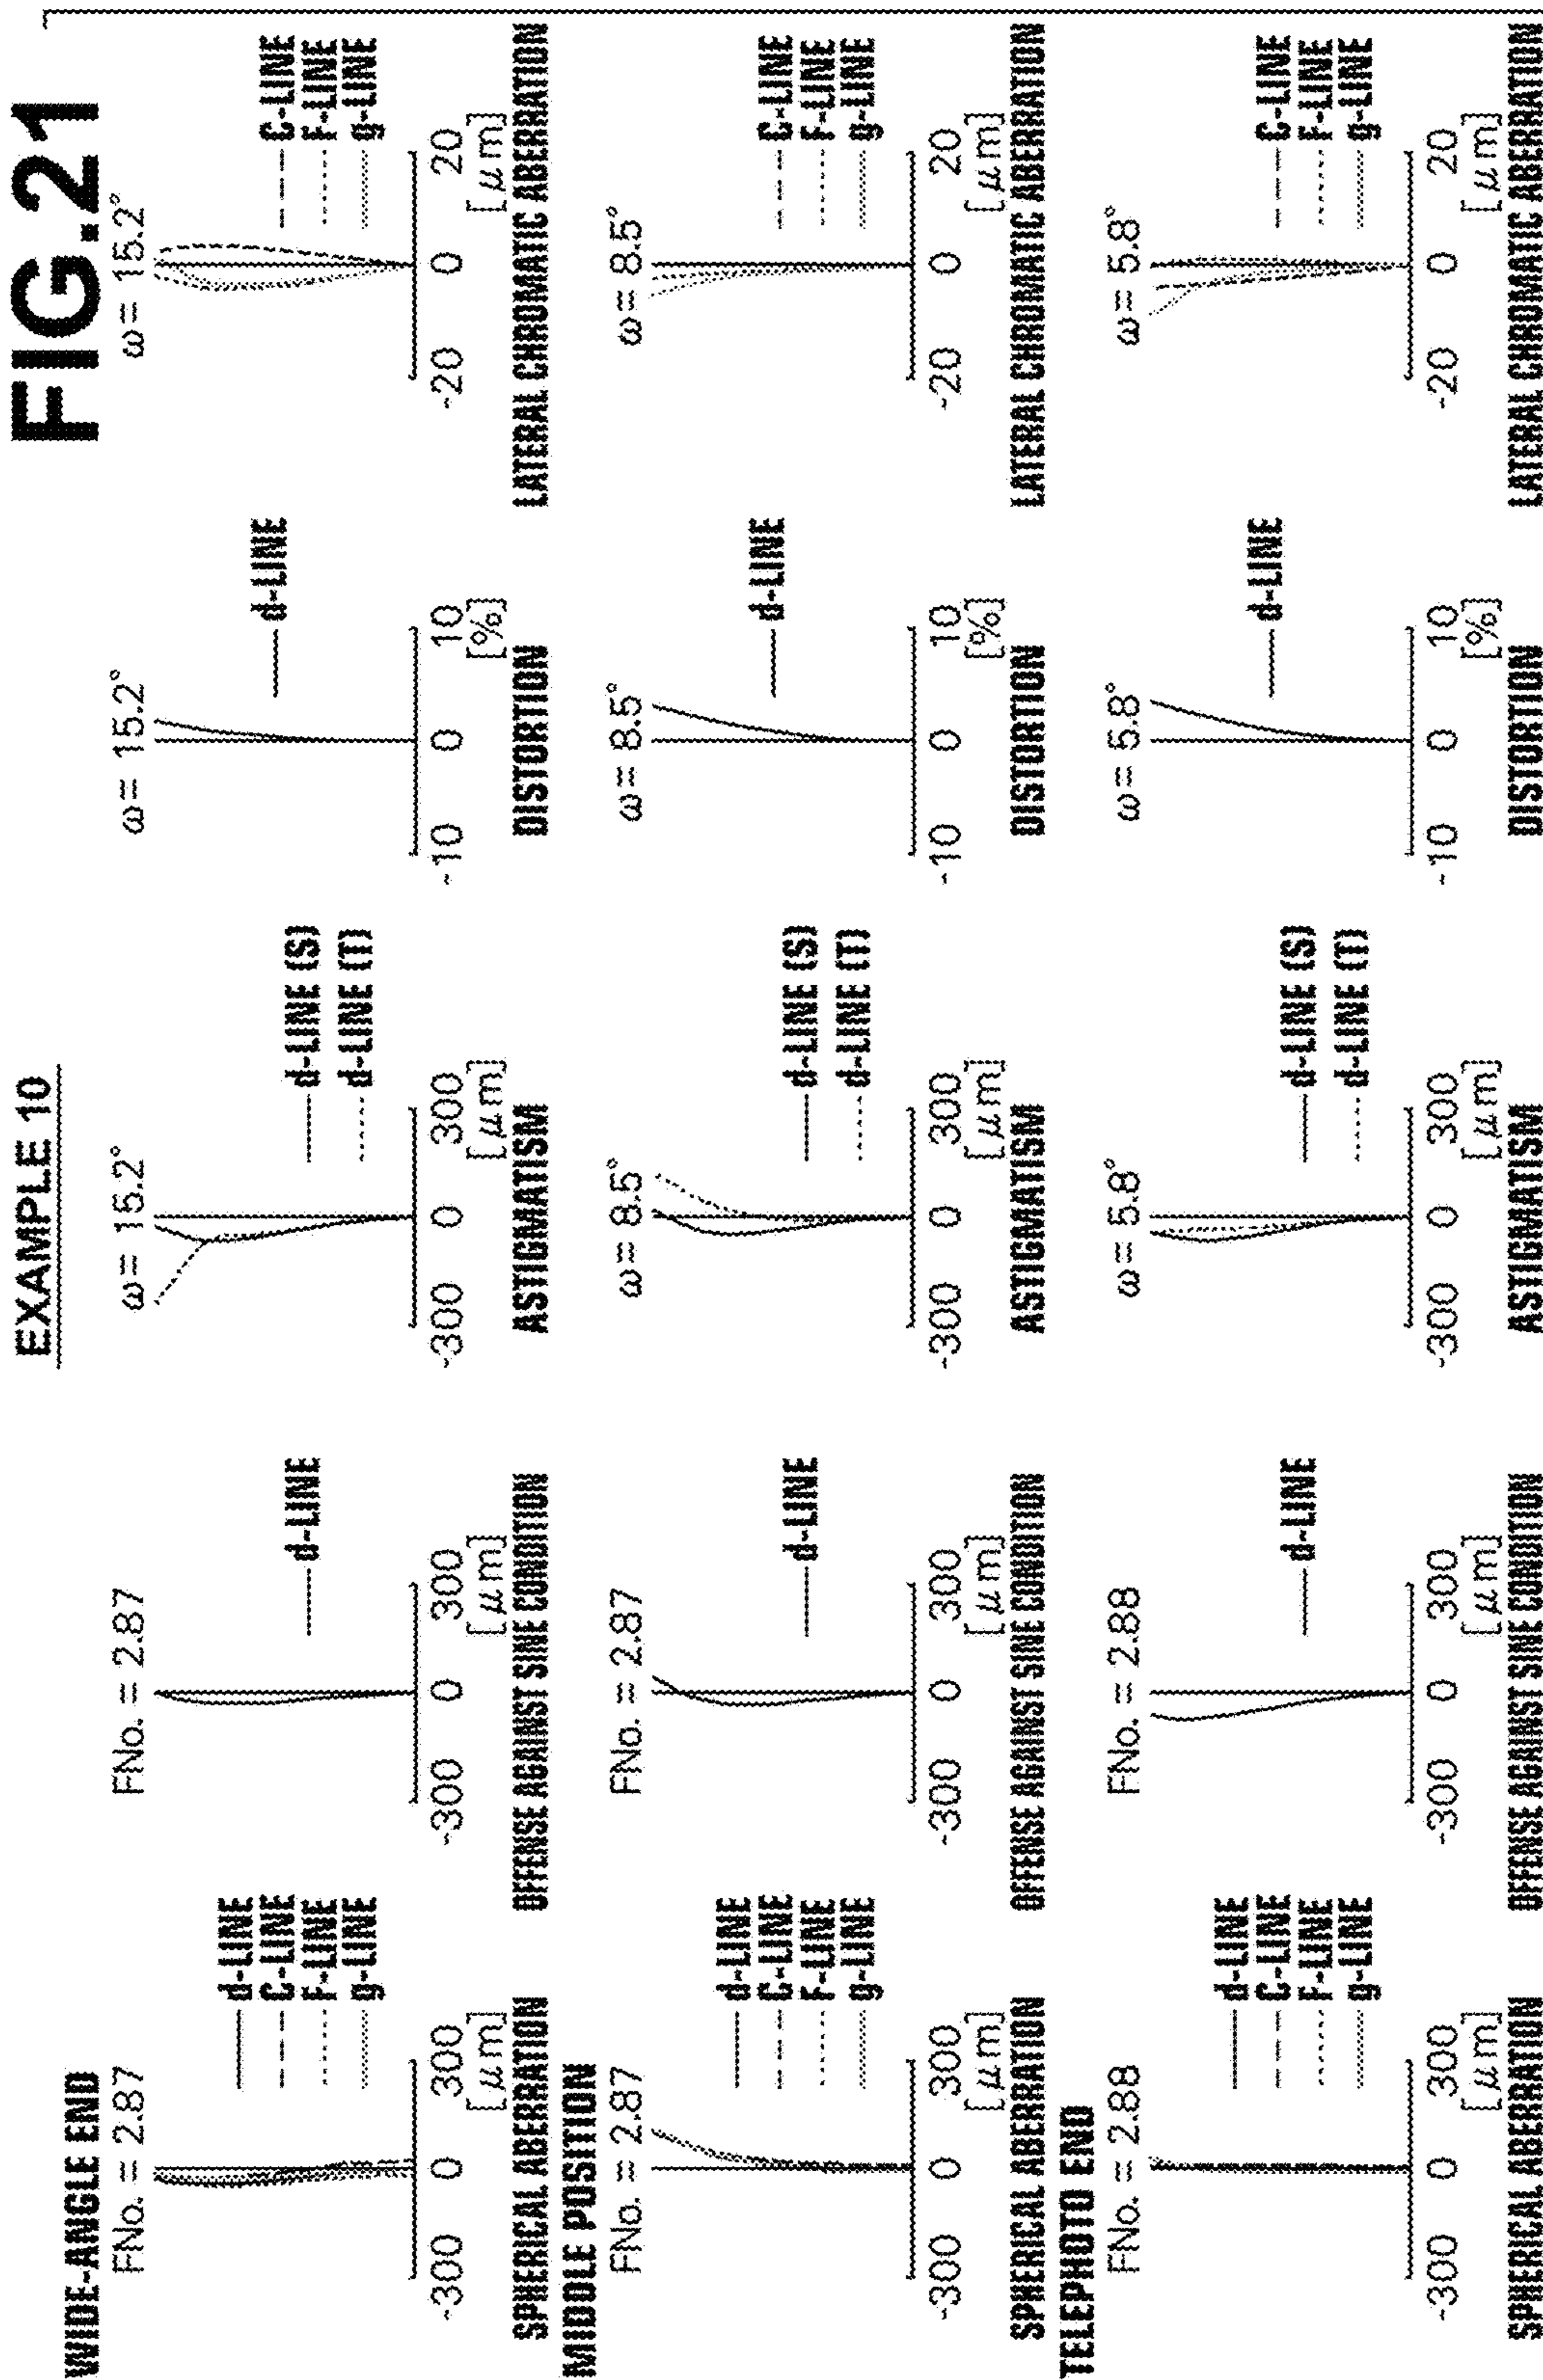 FIG.21
EXAMPLE 10
WIDE-ANGLE END
FNo. = 2.87
d-LINE
C-LINE
F-LINE
g-LINE
-300 0 300
[μm]
SPHERICAL ABERRATION
FNo. = 2.87
d-LINE
-300 0 300
[μm]
OFFENSE AGAINST SINE CONDITION
ω= 15.2°
d-LINE (S)
d-LINE (T)
-300 0 300
[μm]
ASTIGMATISM
ω= 15.2°
d-LINE
-10 0 10
[%]
DISTORTION
ω= 15.2°
C-LINE
F-LINE
g-LINE
-20 0 20
[μm]
LATERAL CHROMATIC ABERRATION
MIDDLE POSITION
FNo. = 2.87
d-LINE
C-LINE
F-LINE
g-LINE
-300 0 300
[μm]
SPHERICAL ABERRATION
FNo. = 2.87
d-LINE
-300 0 300
[μm]
OFFENSE AGAINST SINE CONDITION
ω= 8.5°
d-LINE (S)
d-LINE (T)
-300 0 300
[μm]
ASTIGMATISM
ω= 8.5°
d-LINE
-10 0 10
[%]
DISTORTION
ω= 8.5°
C-LINE
F-LINE
g-LINE
-20 0 20
[μm]
LATERAL CHROMATIC ABERRATION
TELEPHOTO END
FNo. = 2.88
d-LINE
C-LINE
F-LINE
g-LINE
-300 0 300
[μm]
SPHERICAL ABERRATION
FNo. = 2.88
d-LINE
-300 0 300
[μm]
OFFENSE AGAINST SINE CONDITION
ω= 5.8°
d-LINE (S)
d-LINE (T)
-300 0 300
[μm]
ASTIGMATISM
ω= 5.8°
d-LINE
-10 0 10
[%]
DISTORTION
ω= 5.8°
C-LINE
F-LINE
g-LINE
-20 0 20
[μm]
LATERAL CHROMATIC ABERRATION